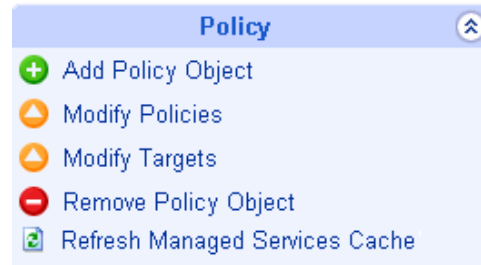 Policy
Add Policy Object
Modify Policies
Modify Targets
Remove Policy Object
Refresh Managed Services Cache